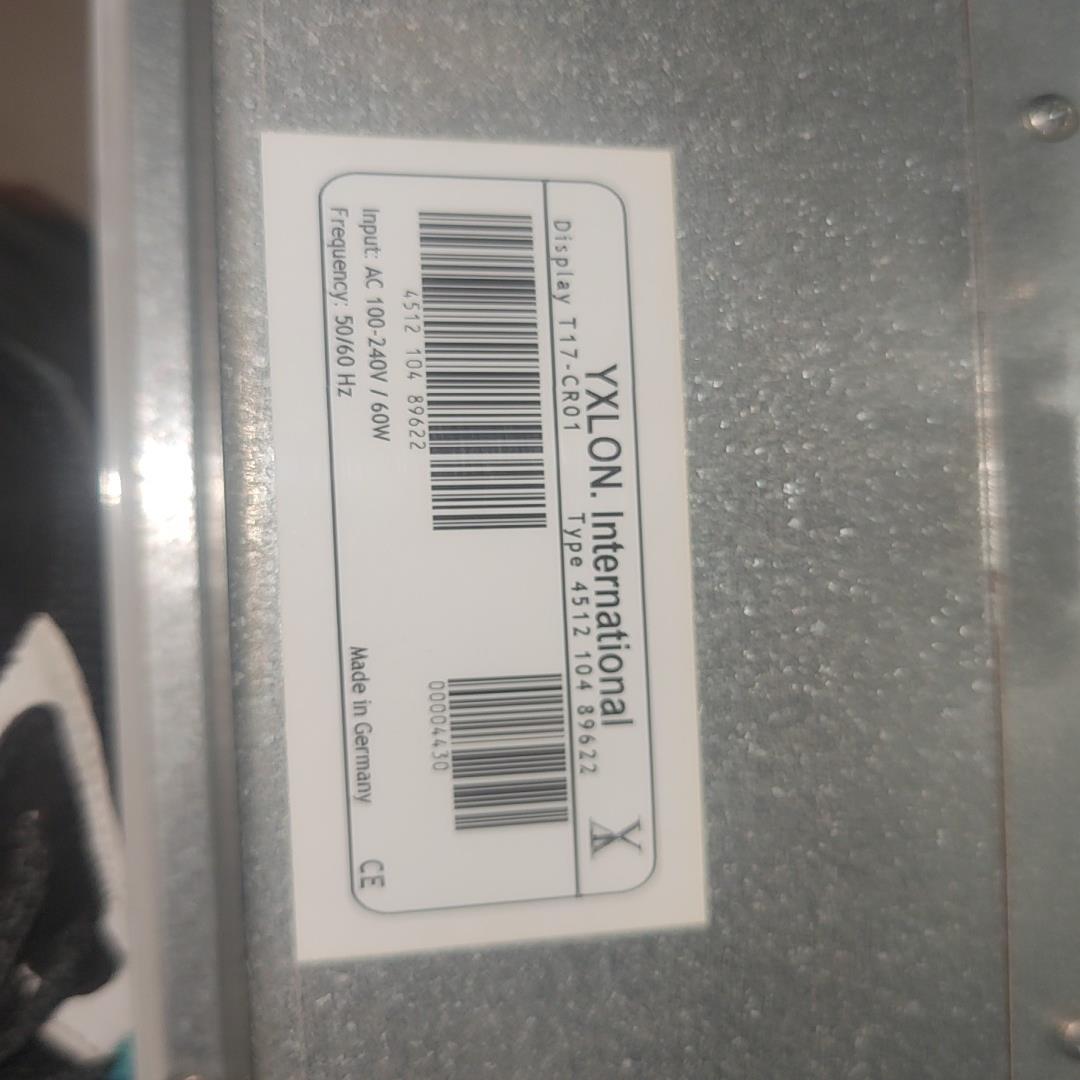 YXLON. International
Display T17-CR01 Type 4512 104 89622
4512 104 89622
00004430
Input: AC 100-240V / 60W
Frequency: 50/60 Hz
Made in Germany
CE